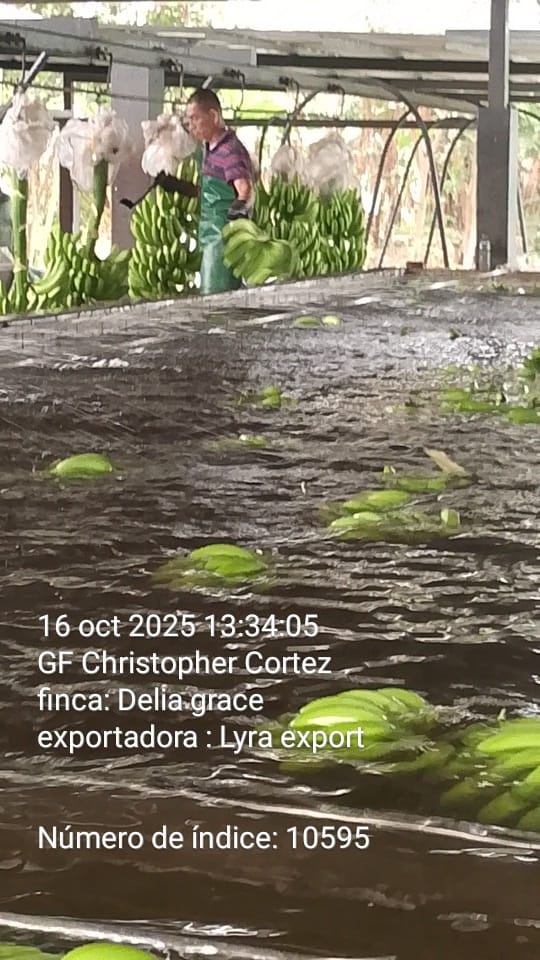 16 oct 2025 13:34:05
GF Christopher Cortez
finca: Delia grace
exportadora : Lyra export
Número de índice: 10595